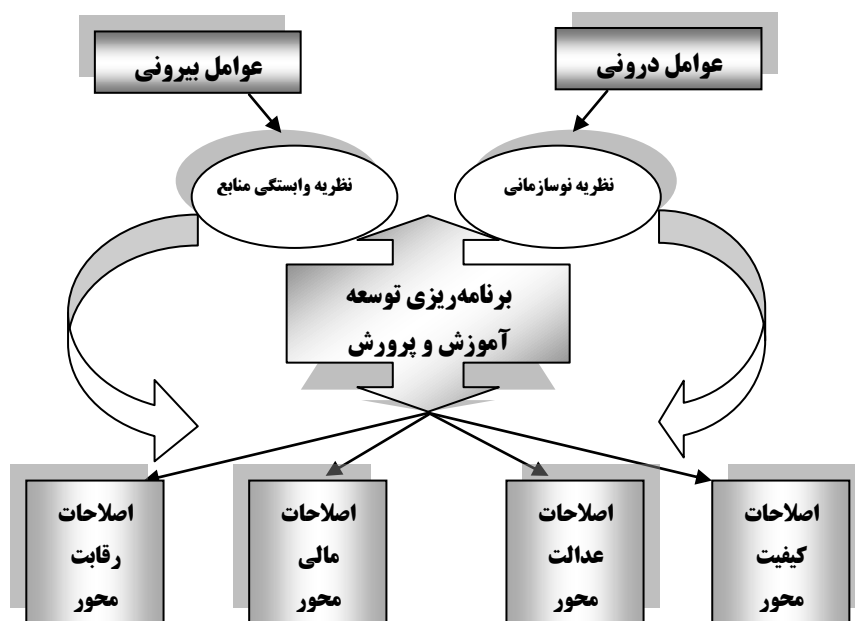 عوامل درونی
عوامل بیرونی
نظریه نوسازمانی
نظریه وابستگی منابع
برنامه‌ریزی توسعه
آموزش و پرورش
اصلاحات
کیفیت
محور
اصلاحات
عدالت
محور
اصلاحات
مالی
محور
اصلاحات
رقابت
محور